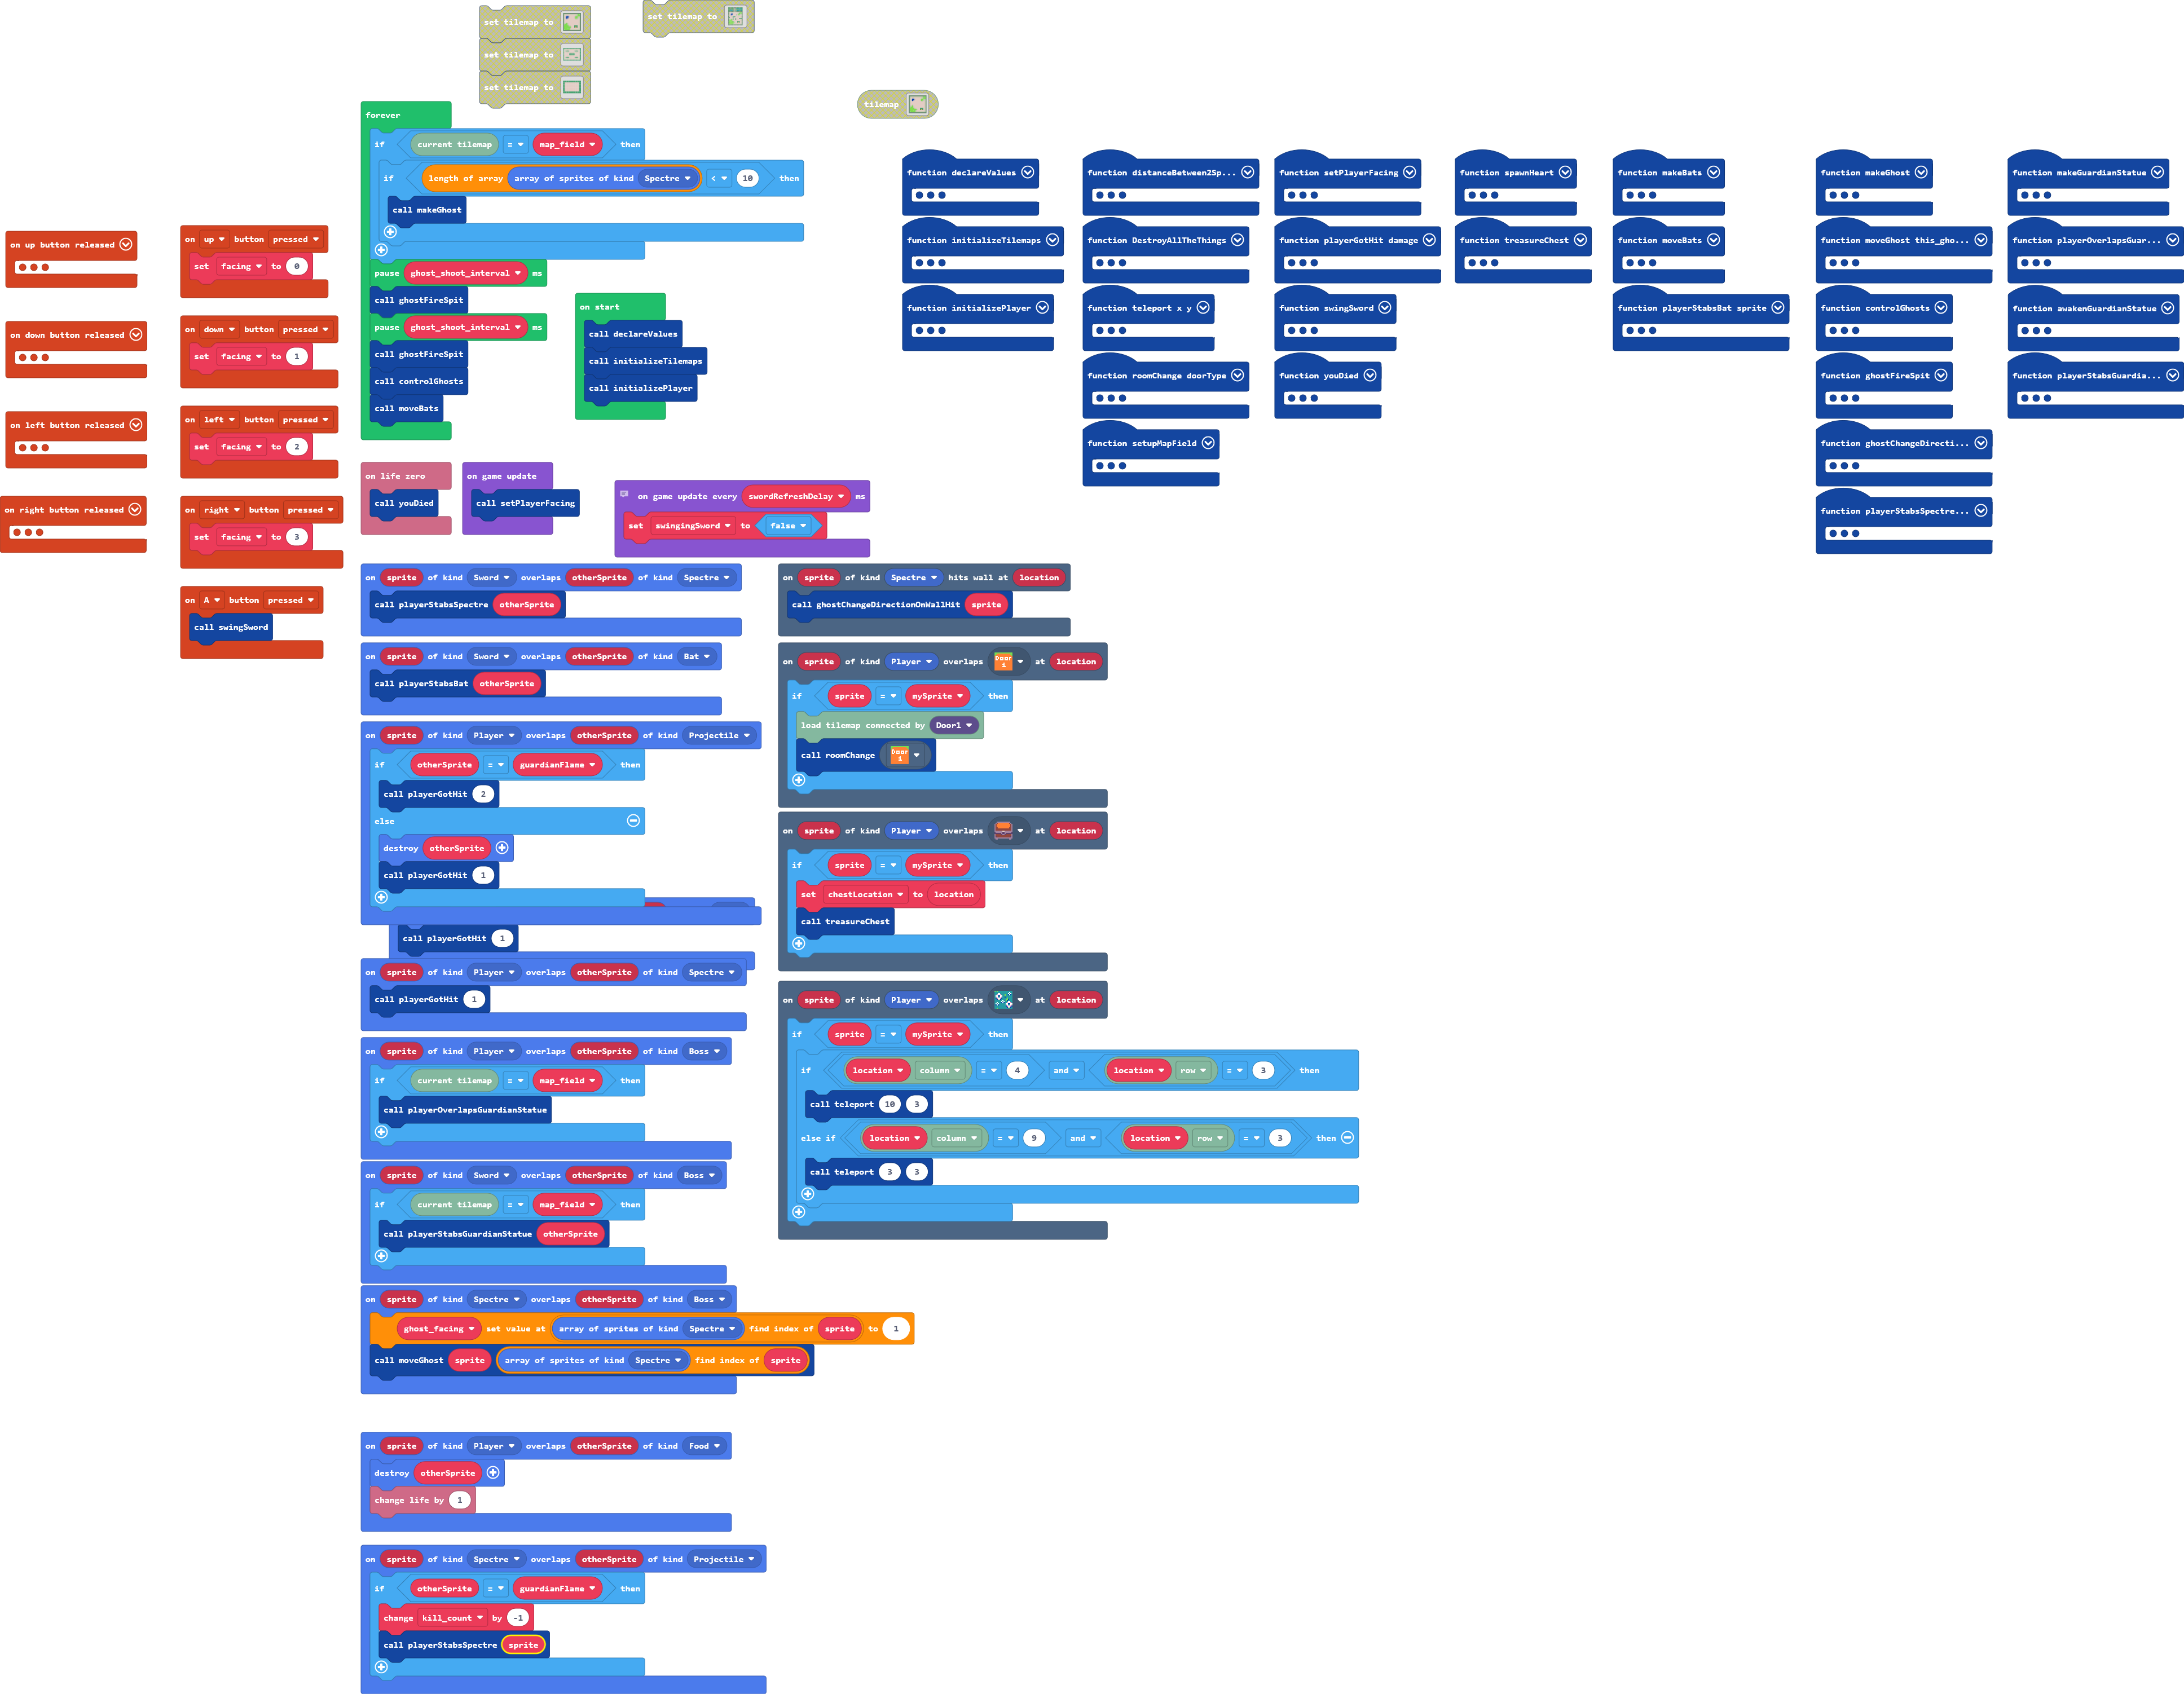 set tilemap to
set tilemap to
set tilemap to
set tilemap to
tilemap
on up button released
on down button released
on left button released
on right button released
on up button pressed
set facing to 0
on down button pressed
set facing to 1
on left button pressed
set facing to 2
on right button pressed
set facing to 3
on A button pressed
call swingSword
forever
if current tilemap = map_field then
if length of array array of sprites of kind Spectre < 10 then
call makeGhost
pause ghost_shoot_interval ms
call ghostFireSpit
pause ghost_shoot_interval ms
call ghostFireSpit
call controlGhosts
call moveBats
on start
call declareValues
call initializeTilemaps
call initializePlayer
on life zero
call youDied
on game update
call setPlayerFacing
on game update every swordRefreshDelay ms
set swingingSword to false
on sprite of kind Sword overlaps otherSprite of kind Spectre
call playerStabsSpectre otherSprite
on sprite of kind Sword overlaps otherSprite of kind Bat
call playerStabsBat otherSprite
on sprite of kind Player overlaps otherSprite of kind Projectile
if otherSprite = guardianFlame then
call playerGotHit 2
else
destroy otherSprite
call playerGotHit 1
call playerGotHit 1
on sprite of kind Player overlaps otherSprite of kind Spectre
call playerGotHit 1
on sprite of kind Player overlaps otherSprite of kind Boss
if current tilemap = map_field then
call playerOverlapsGuardianStatue
on sprite of kind Sword overlaps otherSprite of kind Boss
if current tilemap = map_field then
call playerStabsGuardianStatue otherSprite
on sprite of kind Spectre overlaps otherSprite of kind Boss
ghost_facing set value at array of sprites of kind Spectre find index of sprite to 1
call moveGhost sprite array of sprites of kind Spectre find index of sprite
on sprite of kind Player overlaps otherSprite of kind Food
destroy otherSprite
change life by 1
on sprite of kind Spectre overlaps otherSprite of kind Projectile
if otherSprite = guardianFlame then
change kill_count by -1
call playerStabsSpectre sprite
on sprite of kind Spectre hits wall at location
call ghostChangeDirectionOnWallHit sprite
on sprite of kind Player overlaps Door 1 at location
if sprite = mySprite then
load tilemap connected by Door1
call roomChange Door 1
on sprite of kind Player overlaps at location
if sprite = mySprite then
set chestLocation to location
call treasureChest
on sprite of kind Player overlaps at location
if sprite = mySprite then
if location column = 4 and location row = 3 then
call teleport 10 3
else if location column = 9 and location row = 3 then
call teleport 3 3
function declareValues
function initializeTilemaps
function initializePlayer
function distanceBetween2Sp...
function DestroyAllTheThings
function teleport x y
function roomChange doorType
function setupMapField
function setPlayerFacing
function playerGotHit damage
function swingSword
function youDied
function spawnHeart
function treasureChest
function makeBats
function moveBats
function playerStabsBat sprite
function makeGhost
function moveGhost this_gho...
function controlGhosts
function ghostFireSpit
function ghostChangeDirecti...
function playerStabsSpectre...
function makeGuardianStatue
function playerOverlapsGuar...
function awakenGuardianStatue
function playerStabsGuardia...